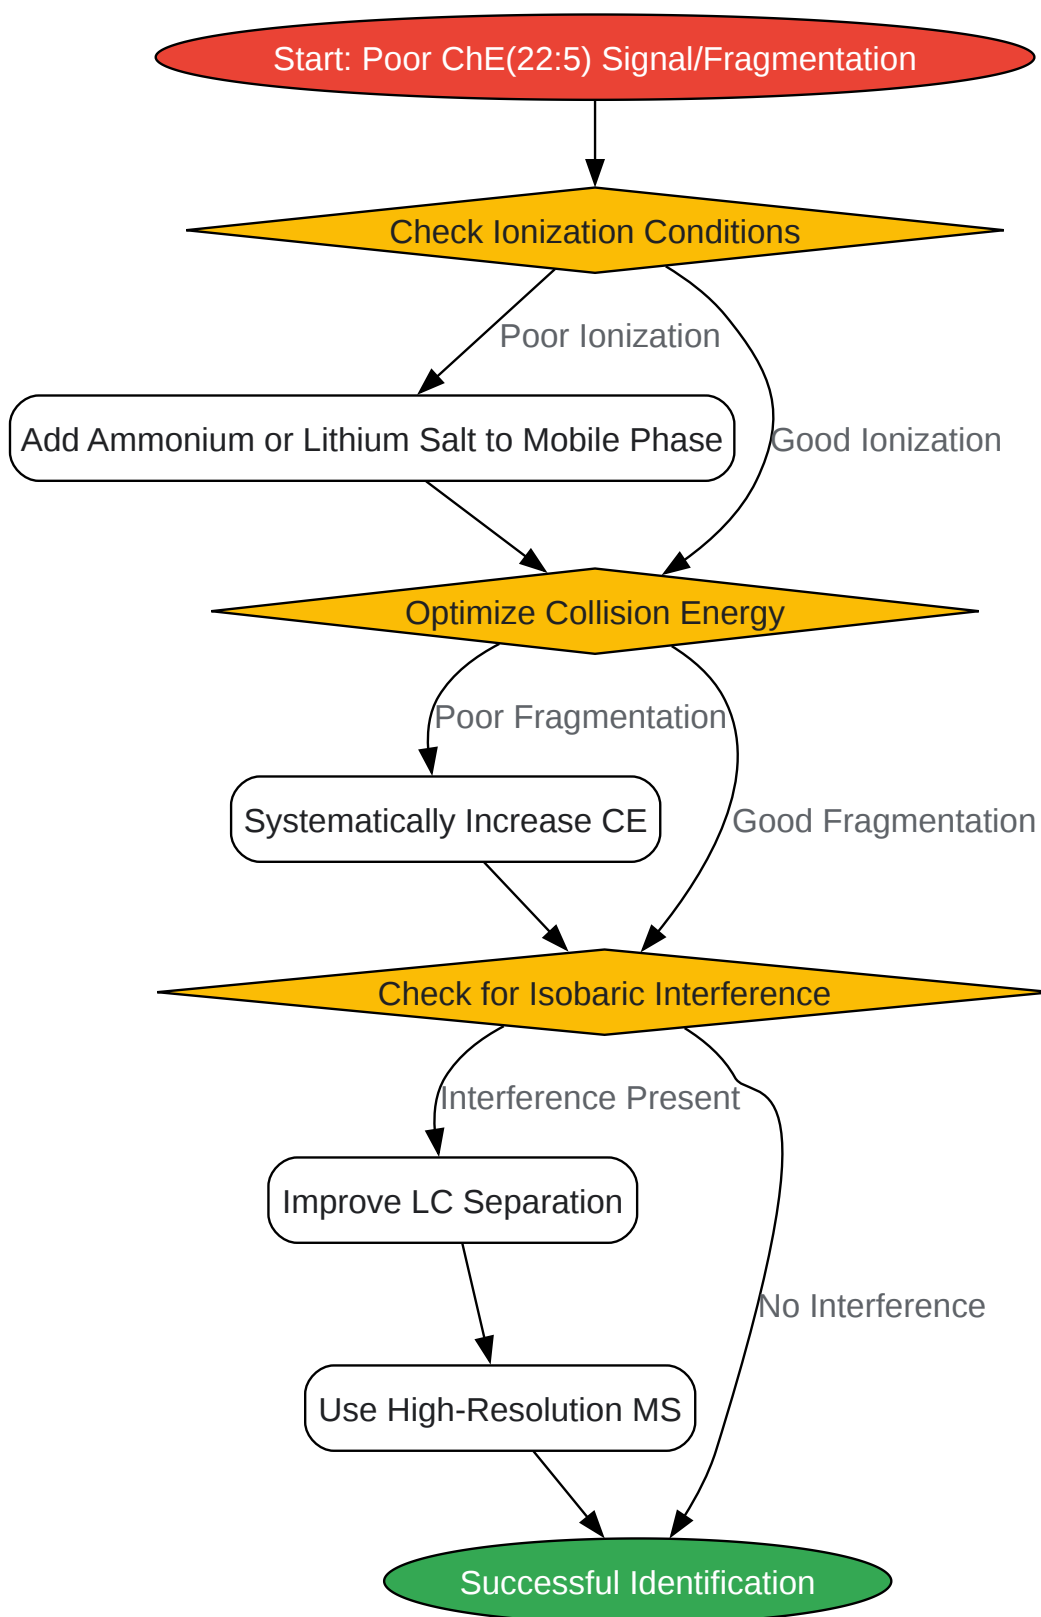 Start: Poor ChE(22:5) Signal/Fragmentation
Check Ionization Conditions
Poor Ionization
Add Ammonium or Lithium Salt to Mobile Phase
Good Ionization
Optimize Collision Energy
Poor Fragmentation
Systematically Increase CE
Good Fragmentation
Check for Isobaric Interference
Interference Present
Improve LC Separation
No Interference
Use High-Resolution MS
Successful Identification